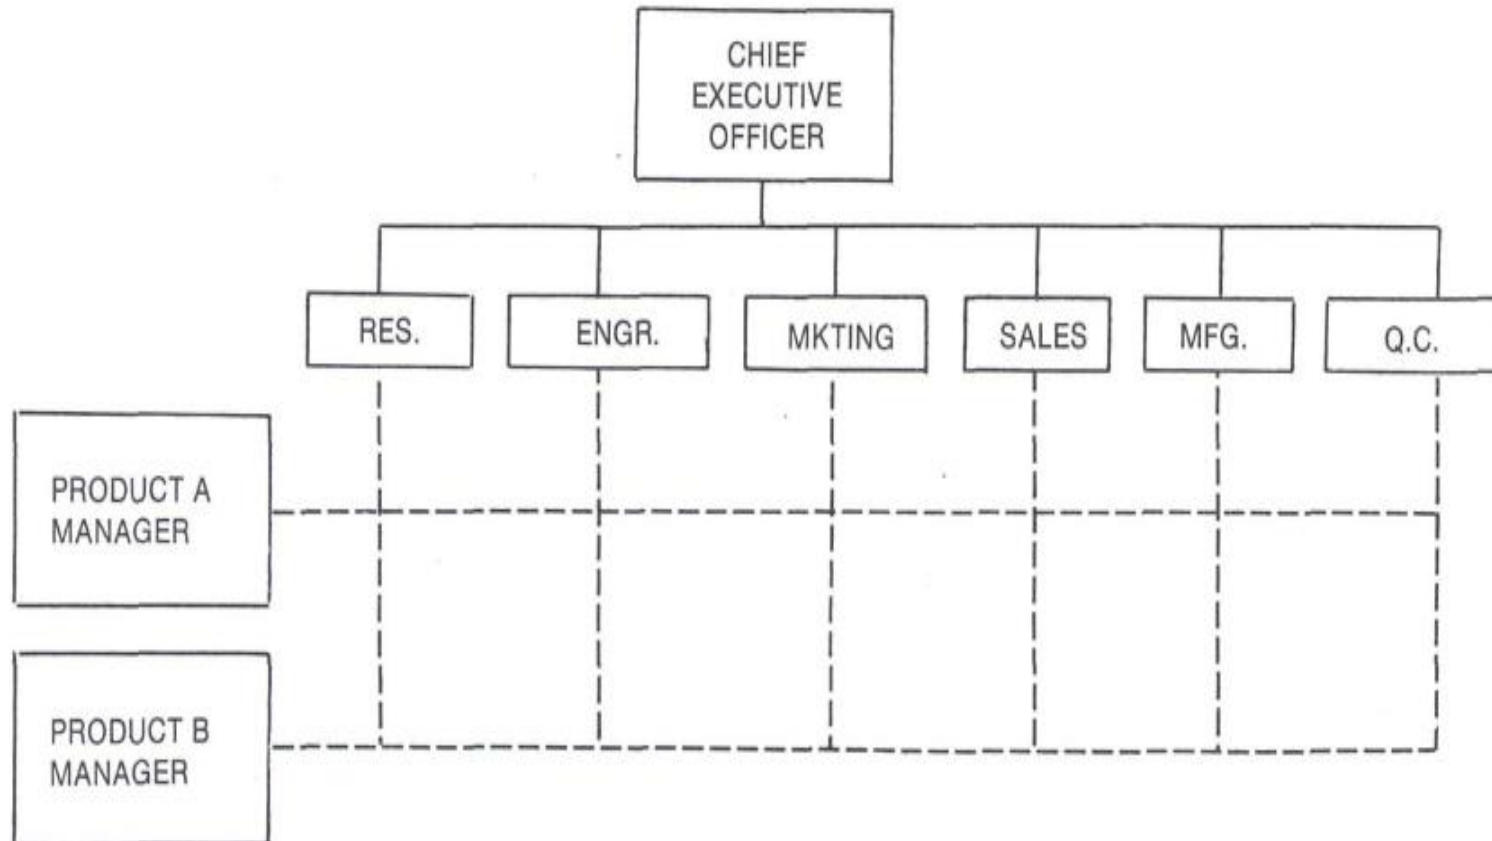 CHIEF
EXECUTIVE
OFFICER
RES.
ENGR.
MKTING
SALES
MFG.
Q.C.
PRODUCT A
MANAGER
PRODUCT B
MANAGER